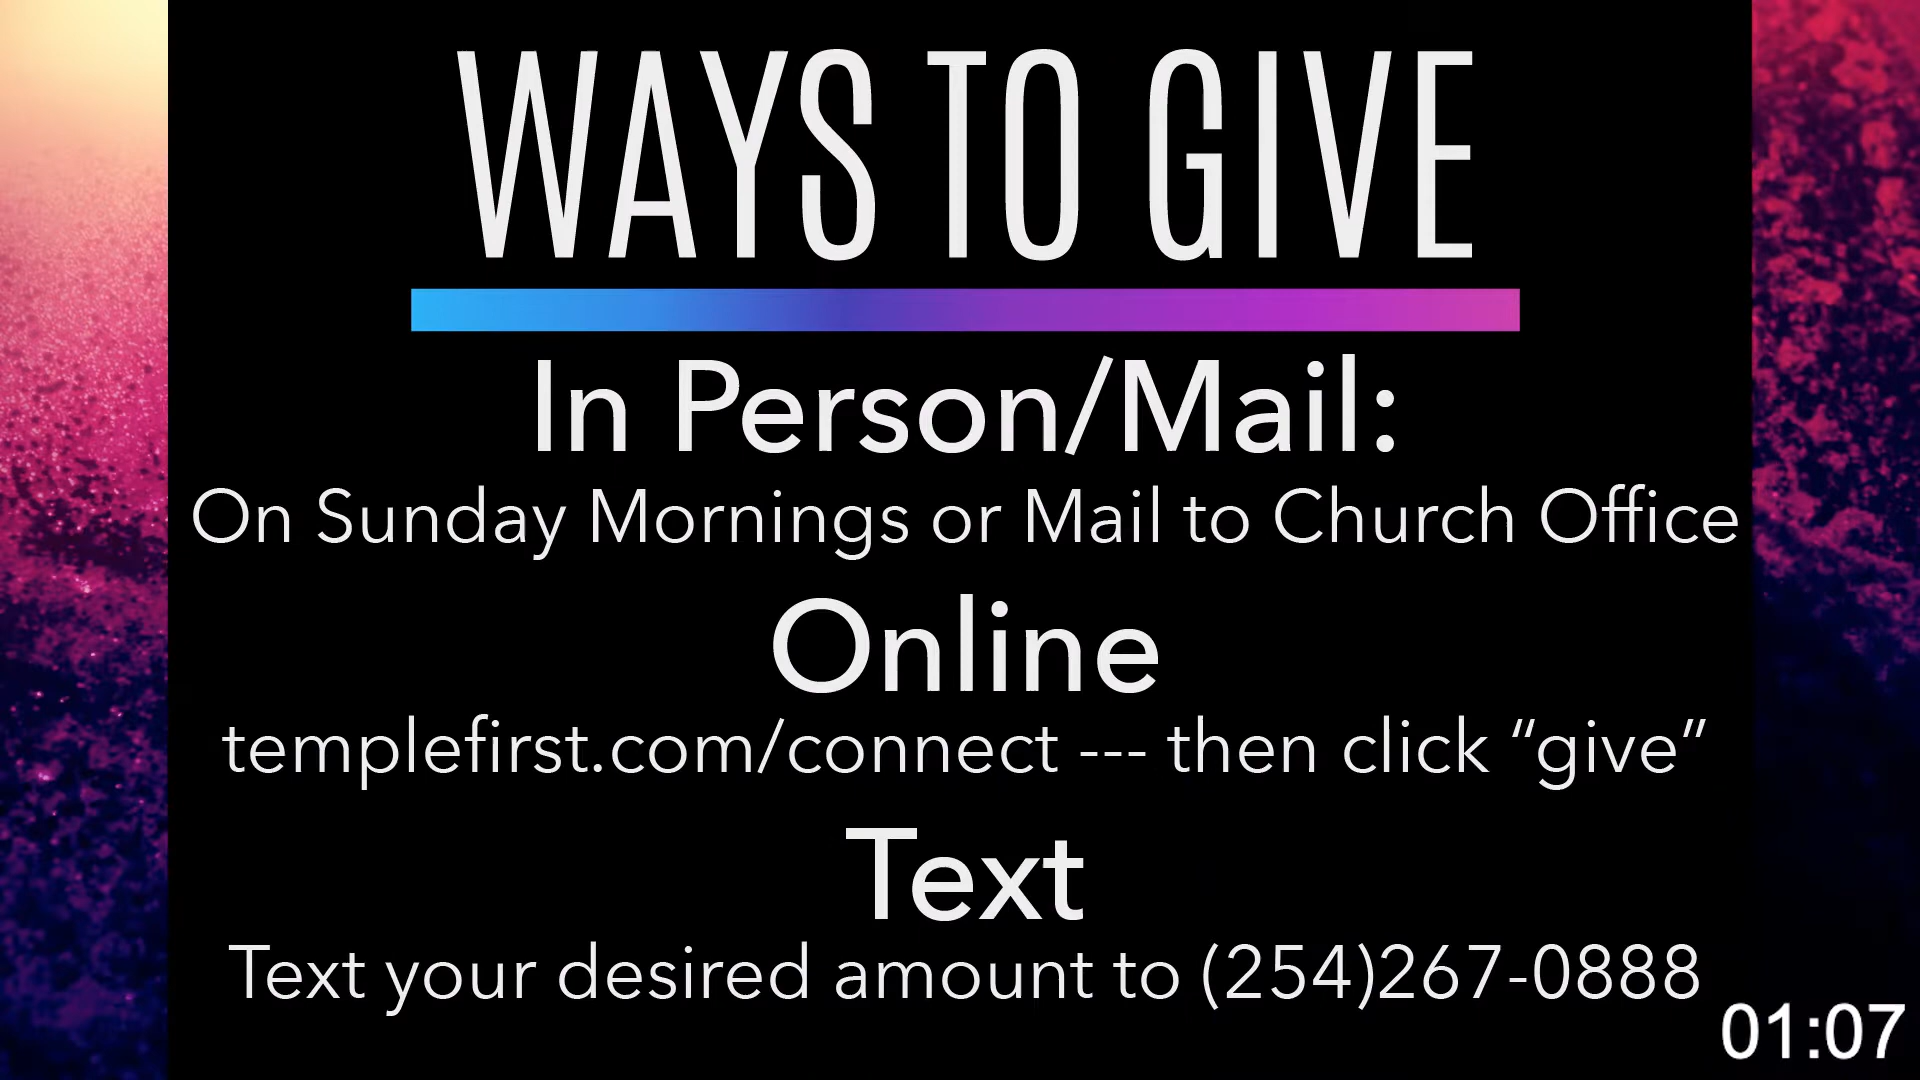 WAYS TO GIVE
In Person/Mail:
On Sunday Mornings or Mail to Church Office
Online
templefirst.com/connect --- then click “give”
Text
Text your desired amount to (254)267-0888
01:07